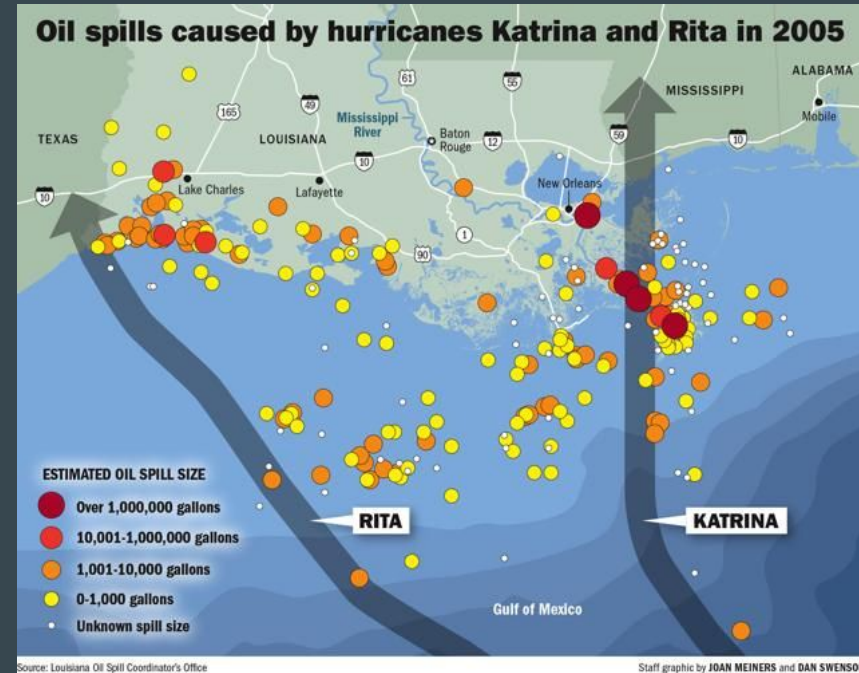 Oil spills caused by hurricanes Katrina and Rita in 2005
ALABAMA
61
55
MISSISSIPPI
165
49
Mississippi
River
59
Mobile
TEXAS
LOUISIANA
Baton
Rouge
12
10
10
Lake Charles
Lafayette
New Orleans
10
1
90
ESTIMATED OIL SPILL SIZE
Over 1,000,000 gallons
10,001-1,000,000 gallons
1,001-10,000 gallons
0-1,000 gallons
Unknown spill size
RITA
KATRINA
Gulf of Mexico
Source: Louisiana Oil Spill Coordinator's Office
Staff graphic by JOAN MEINERS and DAN SWENSO